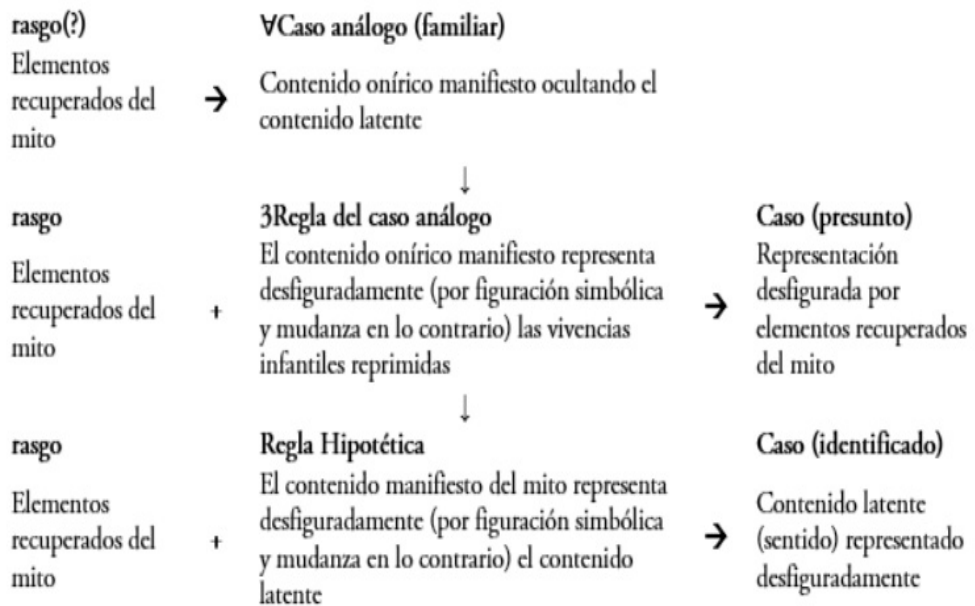 rasgo(?) ∀Caso análogo (familiar)
Elementos
recuperados del
mito
→
Contenido onírico manifiesto ocultando el
contenido latente
↓
rasgo 3Regla del caso análogo Caso (presunto)
Elementos
recuperados del
mito
+
El contenido onírico manifiesto representa
desfiguradamente (por figuración simbólica
y mudanza en lo contrario) las vivencias
infantiles reprimidas
→
Representación
desfigurada por
elementos recuperados
del mito
↓
rasgo Regla Hipotética Caso (identificado)
Elementos
recuperados del
mito
+
El contenido manifiesto del mito representa
desfiguradamente (por figuración simbólica
y mudanza en lo contrario) el contenido
latente
→
Contenido latente
(sentido) representado
desfiguradamente